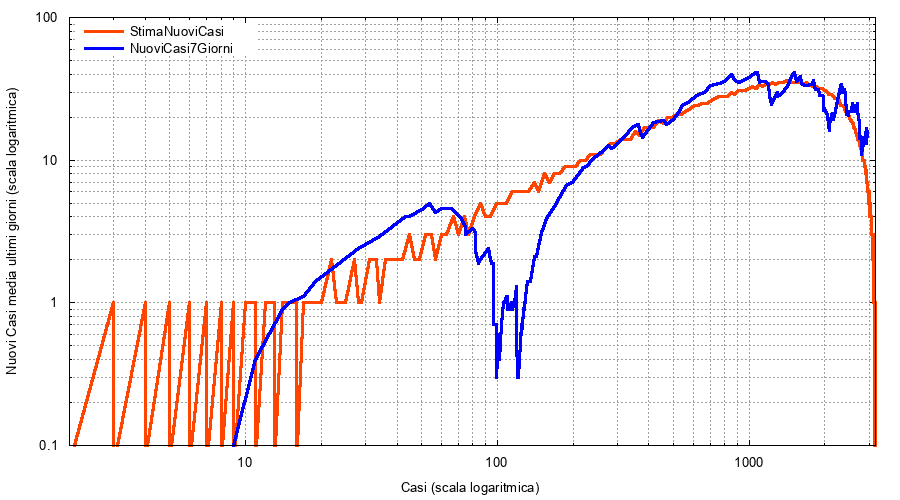 100
StimaNuoviCasi
NuoviCasi7Giorni
10
1
0.1
Nuovi Casi media ultimi giorni (scala logaritmica)
10
100
1000
Casi (scala logaritmica)